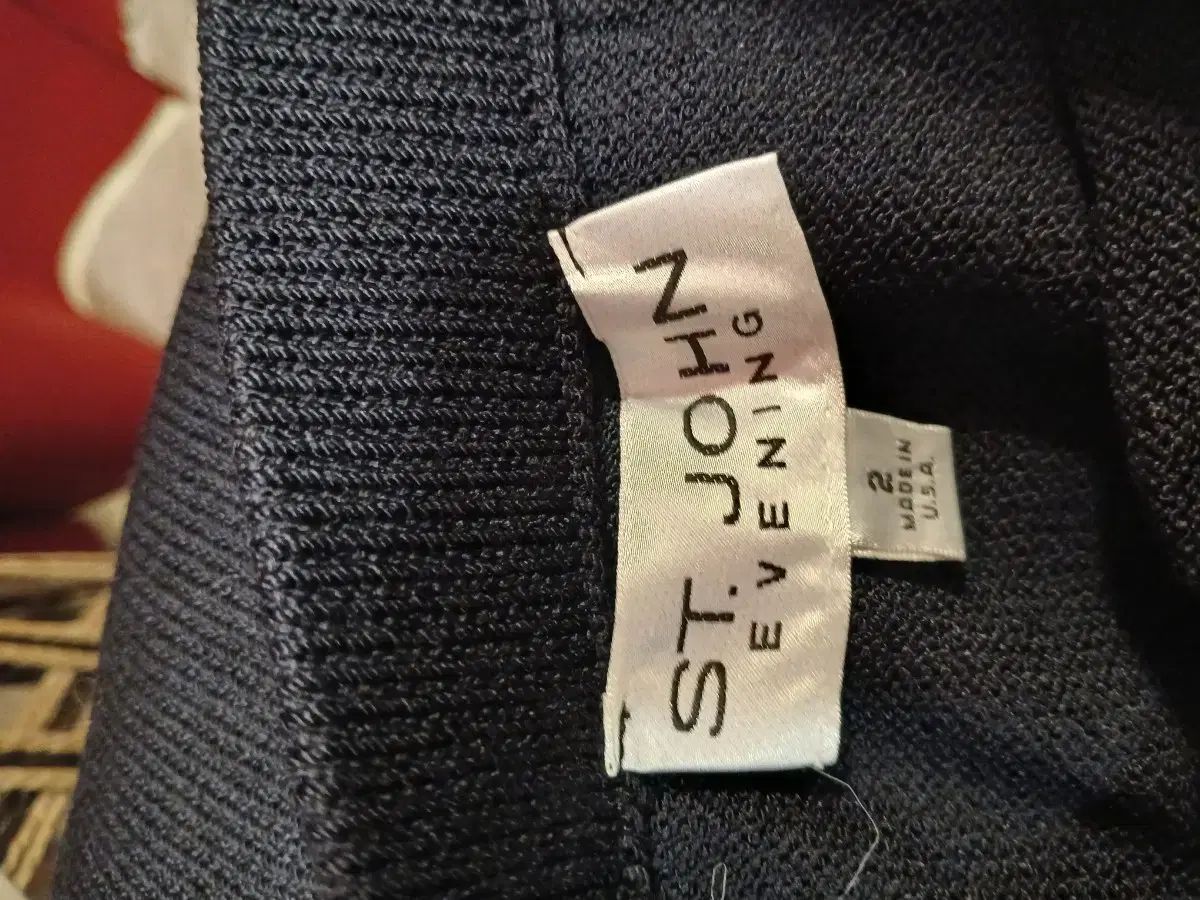 ST. JOHN
EVENING
2
MADE IN
U.S.A.